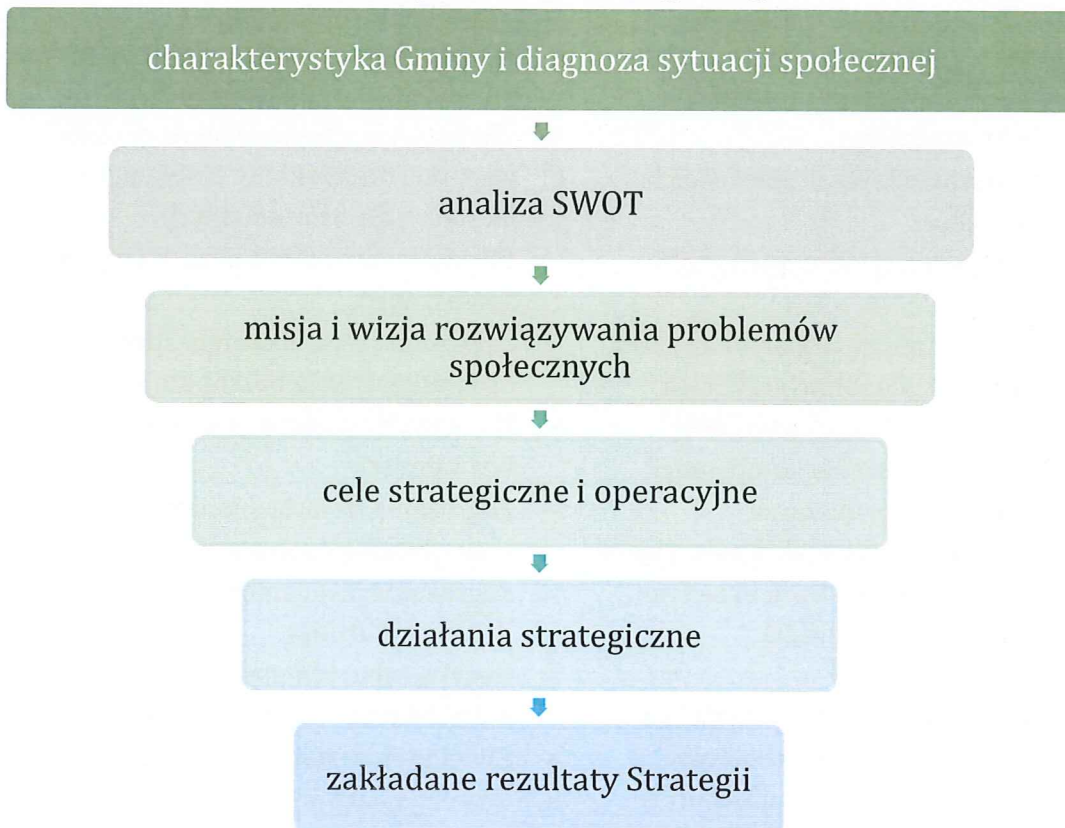 charakterystyka Gminy i diagnoza sytuacji społecznej
analiza SWOT
misja i wizja rozwiązywania problemów
społecznych
cele strategiczne i operacyjne
działania strategiczne
zakładane rezultaty Strategii